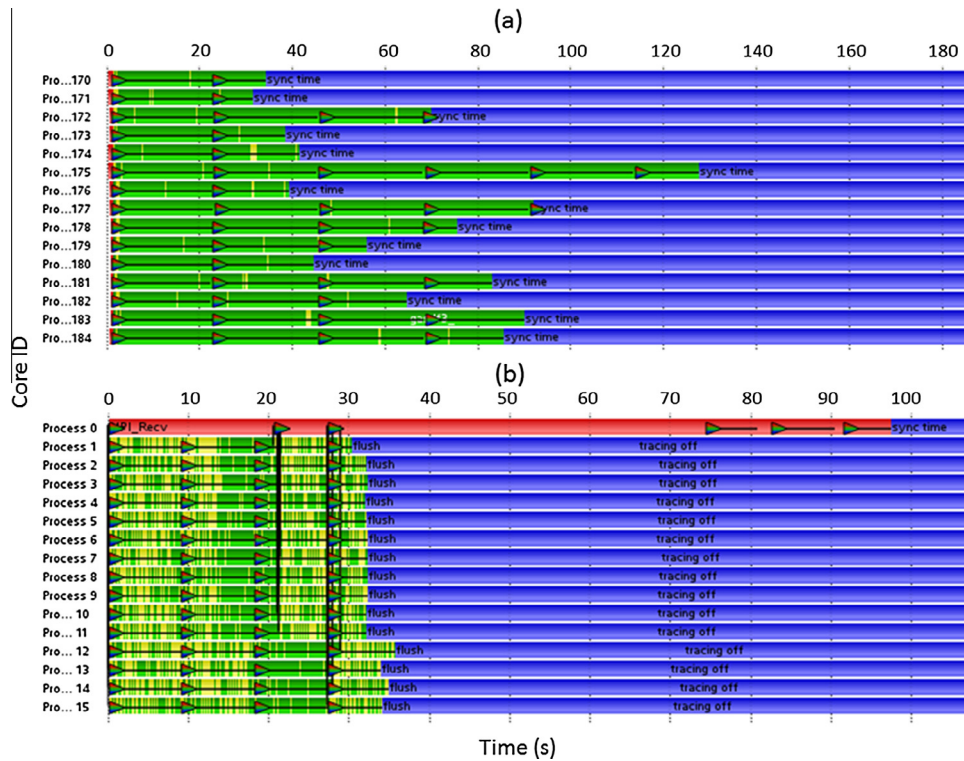 (a)
0 20 40 60 80 100 120 140 160 180
Pro...170 sync time
Pro...171 sync time
Pro...172 sync time
Pro...173 sync time
Pro...174 sync time
Pro...175 sync time
Pro...176 sync time
Pro...177 sync time
Pro...178 sync time
Pro...179 sync time
Pro...180 sync time
Pro...181 sync time
Pro...182 sync time
Pro...183 sync time
Pro...184 sync time
Core ID
(b)
0 10 20 30 40 50 60 70 80 90 100
Process 0 MPI_Recv sync time
Process 1 flush tracing off
Process 2 flush tracing off
Process 3 flush tracing off
Process 4 flush tracing off
Process 5 flush tracing off
Process 6 flush tracing off
Process 7 flush tracing off
Process 8 flush tracing off
Process 9 flush tracing off
Pro... 10 flush tracing off
Pro... 11 flush tracing off
Pro... 12 flush tracing off
Pro... 13 flush tracing off
Pro... 14 flush tracing off
Pro... 15 flush tracing off
Time (s)